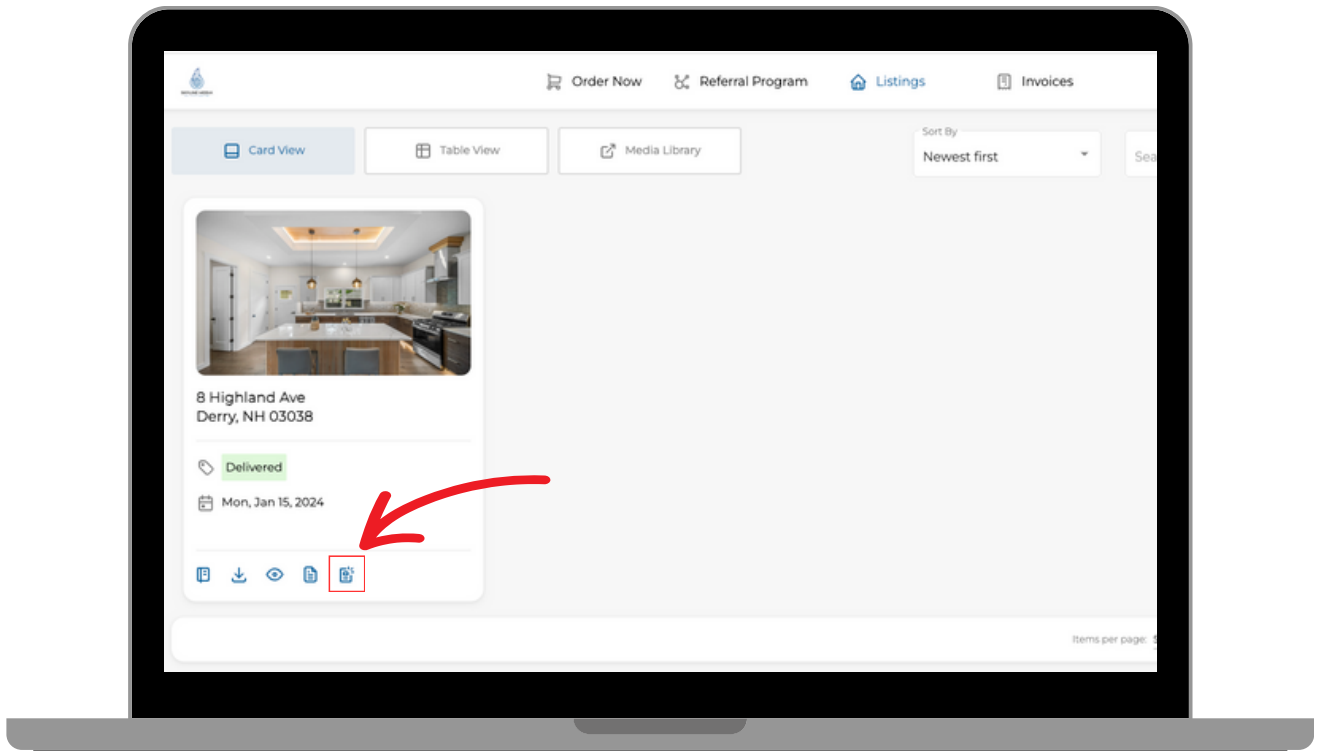 Order Now
Referral Program
Listings
Invoices
Card View
Table View
Media Library
Sort By
Newest first
Sea
8 Highland Ave
Derry, NH 03038
Delivered
Mon, Jan 15, 2024
Items per page: